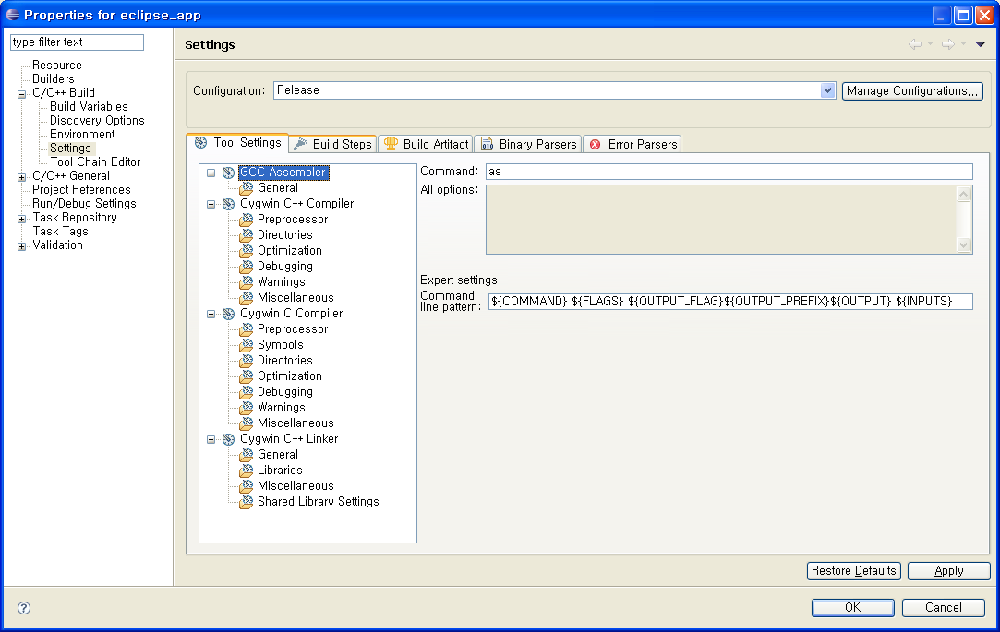 Properties for eclipse_app
type filter text
Resource
Builders
C/C++ Build
Build Variables
Discovery Options
Environment
Settings
Tool Chain Editor
C/C++ General
Project References
Run/Debug Settings
Task Repository
Task Tags
Validation
Settings
Configuration: Release Manage Configurations...
Tool Settings Build Steps Build Artifact Binary Parsers Error Parsers
GCC Assembler
General
Cygwin C++ Compiler
Preprocessor
Directories
Optimization
Debugging
Warnings
Miscellaneous
Cygwin C Compiler
Preprocessor
Symbols
Directories
Optimization
Debugging
Warnings
Miscellaneous
Cygwin C++ Linker
General
Libraries
Miscellaneous
Shared Library Settings
Command: as
All options:
Expert settings:
Command
line pattern: ${COMMAND} ${FLAGS} ${OUTPUT_FLAG}${OUTPUT_PREFIX}${OUTPUT} ${INPUTS}
Restore Defaults Apply
OK Cancel